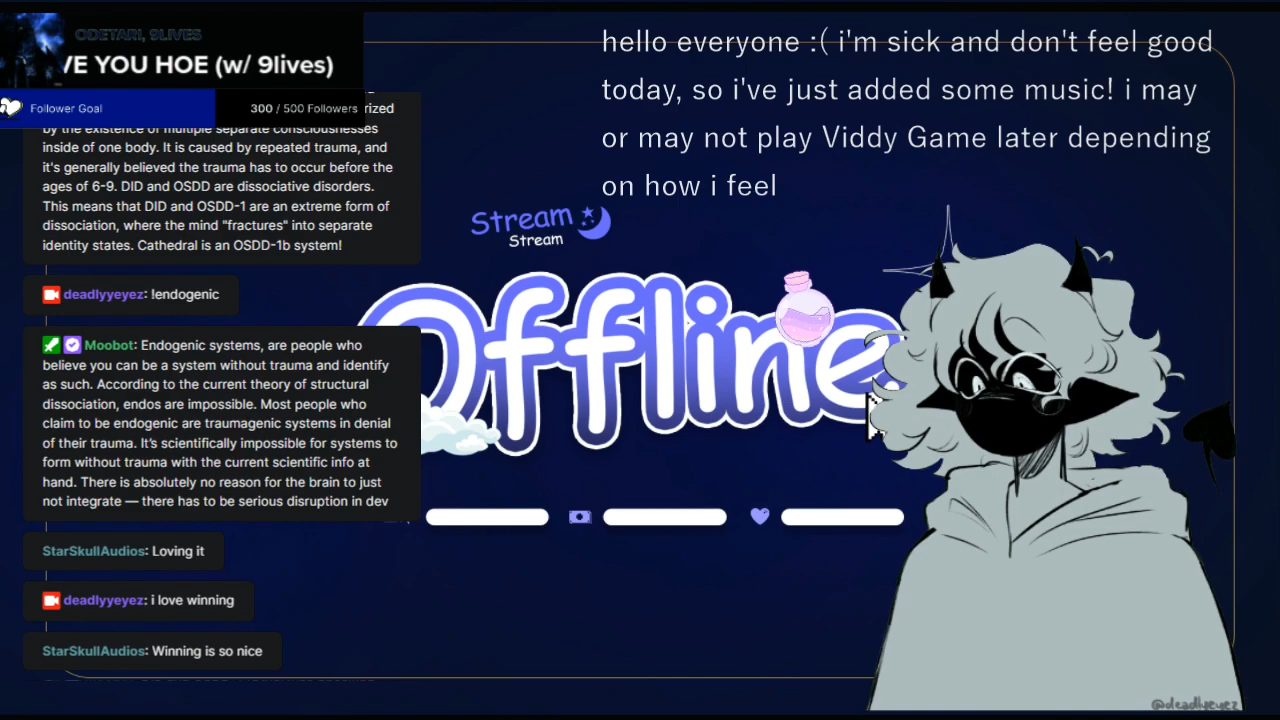 ODETARI, 9LIVES
VE YOU HOE (w/ 9lives)
Follower Goal
300 / 500 Followers
rized
by the existence of multiple separate consciousnesses
inside of one body. It is caused by repeated trauma, and
it's generally believed the trauma has to occur before the
ages of 6-9. DID and OSDD are dissociative disorders.
This means that DID and OSDD-1 are an extreme form of
dissociation, where the mind "fractures" into separate
identity states. Cathedral is an OSDD-1b system!
deadlyyeyez: !endogenic
Moobot: Endogenic systems, are people who
believe you can be a system without trauma and identify
as such. According to the current theory of structural
dissociation, endos are impossible. Most people who
claim to be endogenic are traumagenic systems in denial
of their trauma. It's scientifically impossible for systems to
form without trauma with the current scientific info at
hand. There is absolutely no reason for the brain to just
not integrate — there has to be serious disruption in dev
StarSkullAudios: Loving it
deadlyyeyez: i love winning
StarSkullAudios: Winning is so nice
hello everyone :( i'm sick and don't feel good
today, so i've just added some music! i may
or may not play Viddy Game later depending
on how i feel
Stream
Stream
Offline
@deadlyeyez